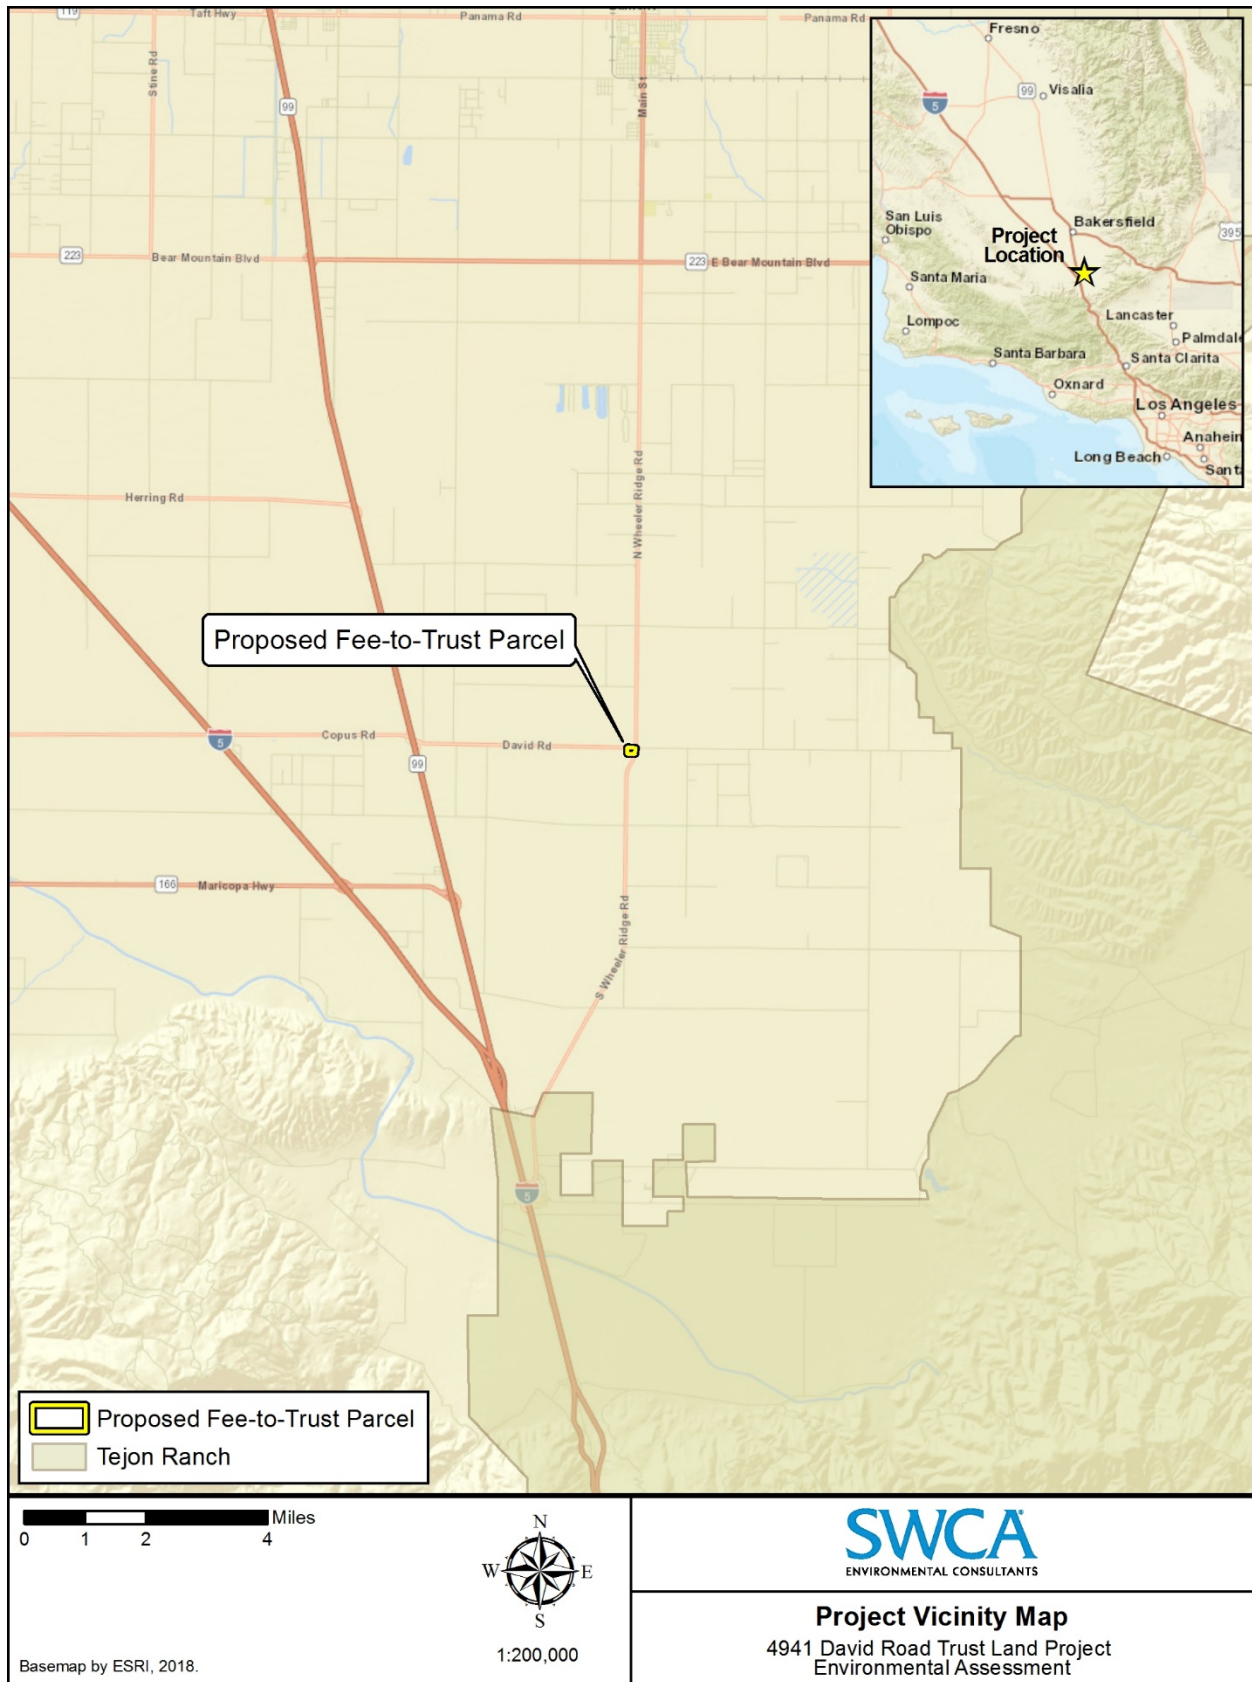 119
Taft Hwy
Panama Rd
Panama Rd
Stine Rd
Main St
99
223
Bear Mountain Blvd
223
E Bear Mountain Blvd
Fresno
99
Visalia
5
San Luis
Obispo
Bakersfield
395
Project
Location
Santa Maria
Lompoc
Lancaster
Palmdale
Santa Barbara
Santa Clarita
Oxnard
Los Angeles
Anaheim
Long Beach
Santa
Herring Rd
N Wheeler Ridge Rd
Proposed Fee-to-Trust Parcel
5
Copus Rd
David Rd
99
166
Maricopa Hwy
S Wheeler Ridge Rd
5
Proposed Fee-to-Trust Parcel
Tejon Ranch
Miles
0 1 2 4
N
W E
S
1:200,000
Basemap by ESRI, 2018.
SWCA
ENVIRONMENTAL CONSULTANTS
Project Vicinity Map
4941 David Road Trust Land Project
Environmental Assessment